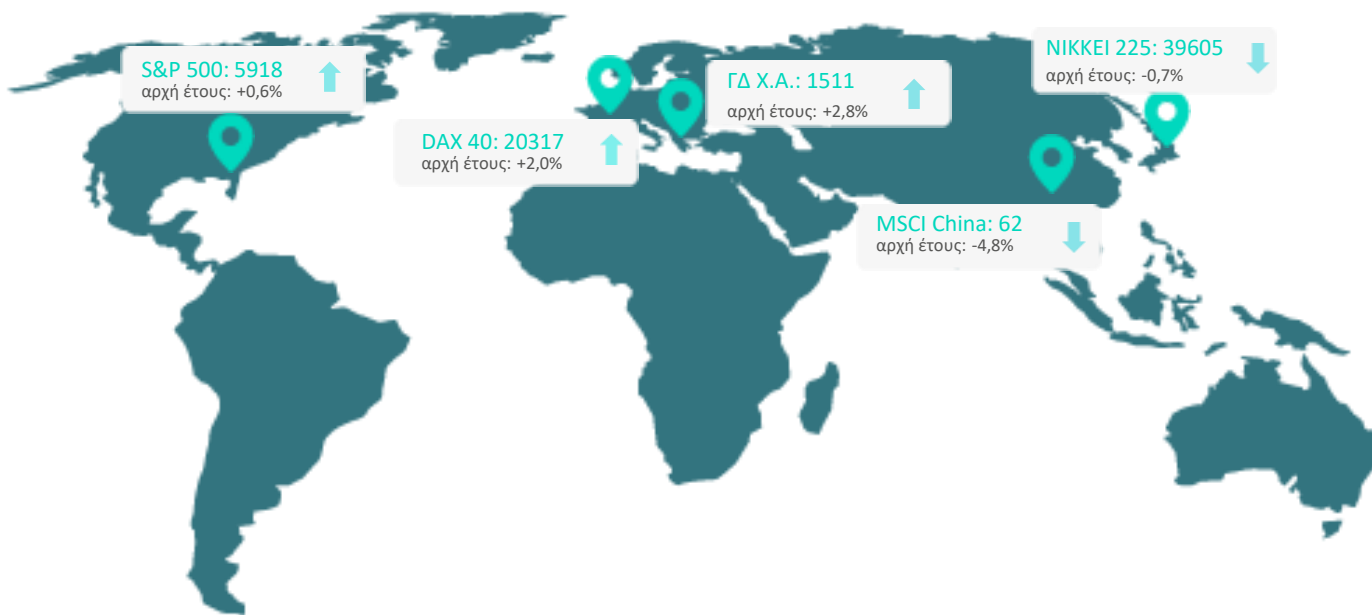 S&P 500: 5918
αρχή έτους: +0,6%
DAX 40: 20317
αρχή έτους: +2,0%
ΓΔ Χ.Α.: 1511
αρχή έτους: +2,8%
NIKKEI 225: 39605
αρχή έτους: -0,7%
MSCI China: 62
αρχή έτους: -4,8%